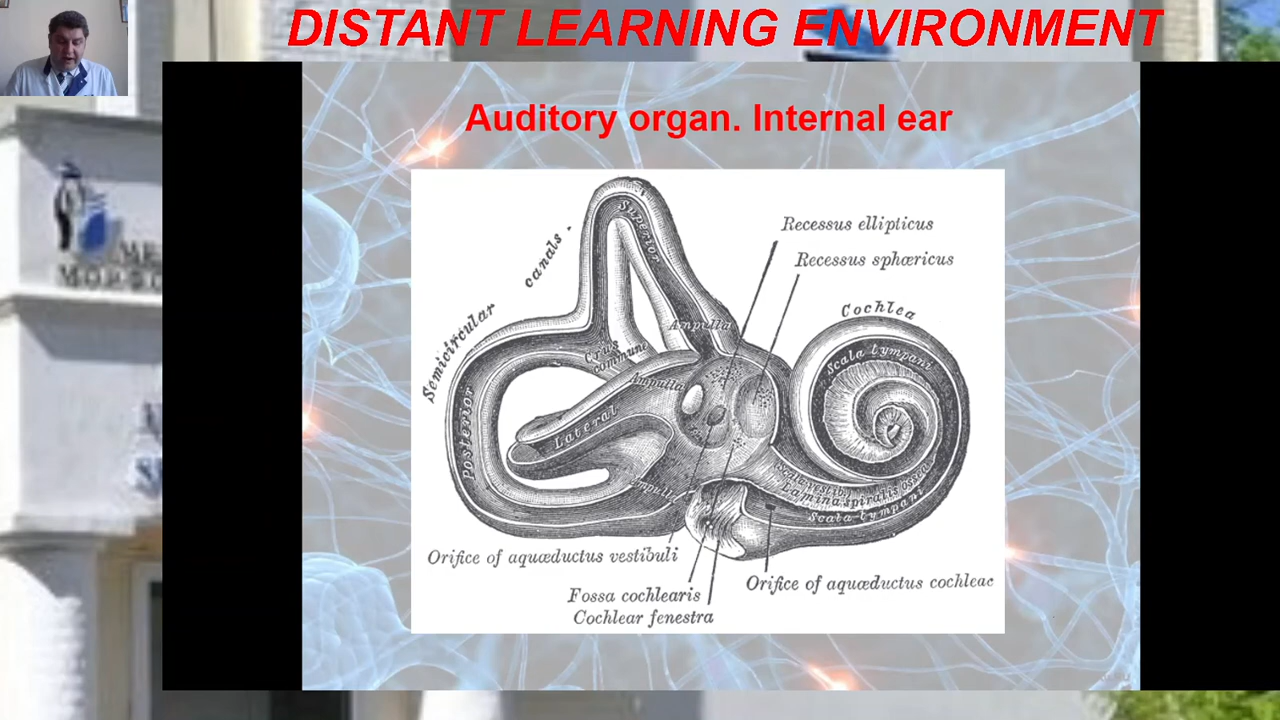 DISTANT LEARNING ENVIRONMENT
Auditory organ. Internal ear
Recessus ellipticus
Recessus sphæricus
Cochlea
Semicircular canals
Superior
Ampulla
Crus
commune
Ampulla
Lateral
Posterior
Ampulla
Scala tympani
Lamina spiralis
Scala tympani
Orifice of aquæductus vestibuli
Fossa cochlearis
Cochlear fenestra
Orifice of aquæductus cochleae